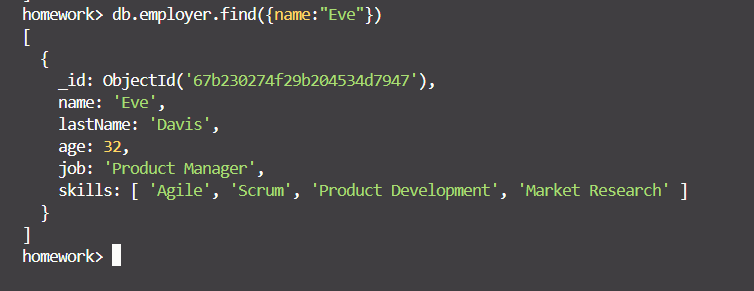 homework> db.employer.find({name:"Eve"})
[
  {
    _id: ObjectId('67b230274f29b204534d7947'),
    name: 'Eve',
    lastName: 'Davis',
    age: 32,
    job: 'Product Manager',
    skills: [ 'Agile', 'Scrum', 'Product Development', 'Market Research' ]
  }
]
homework>